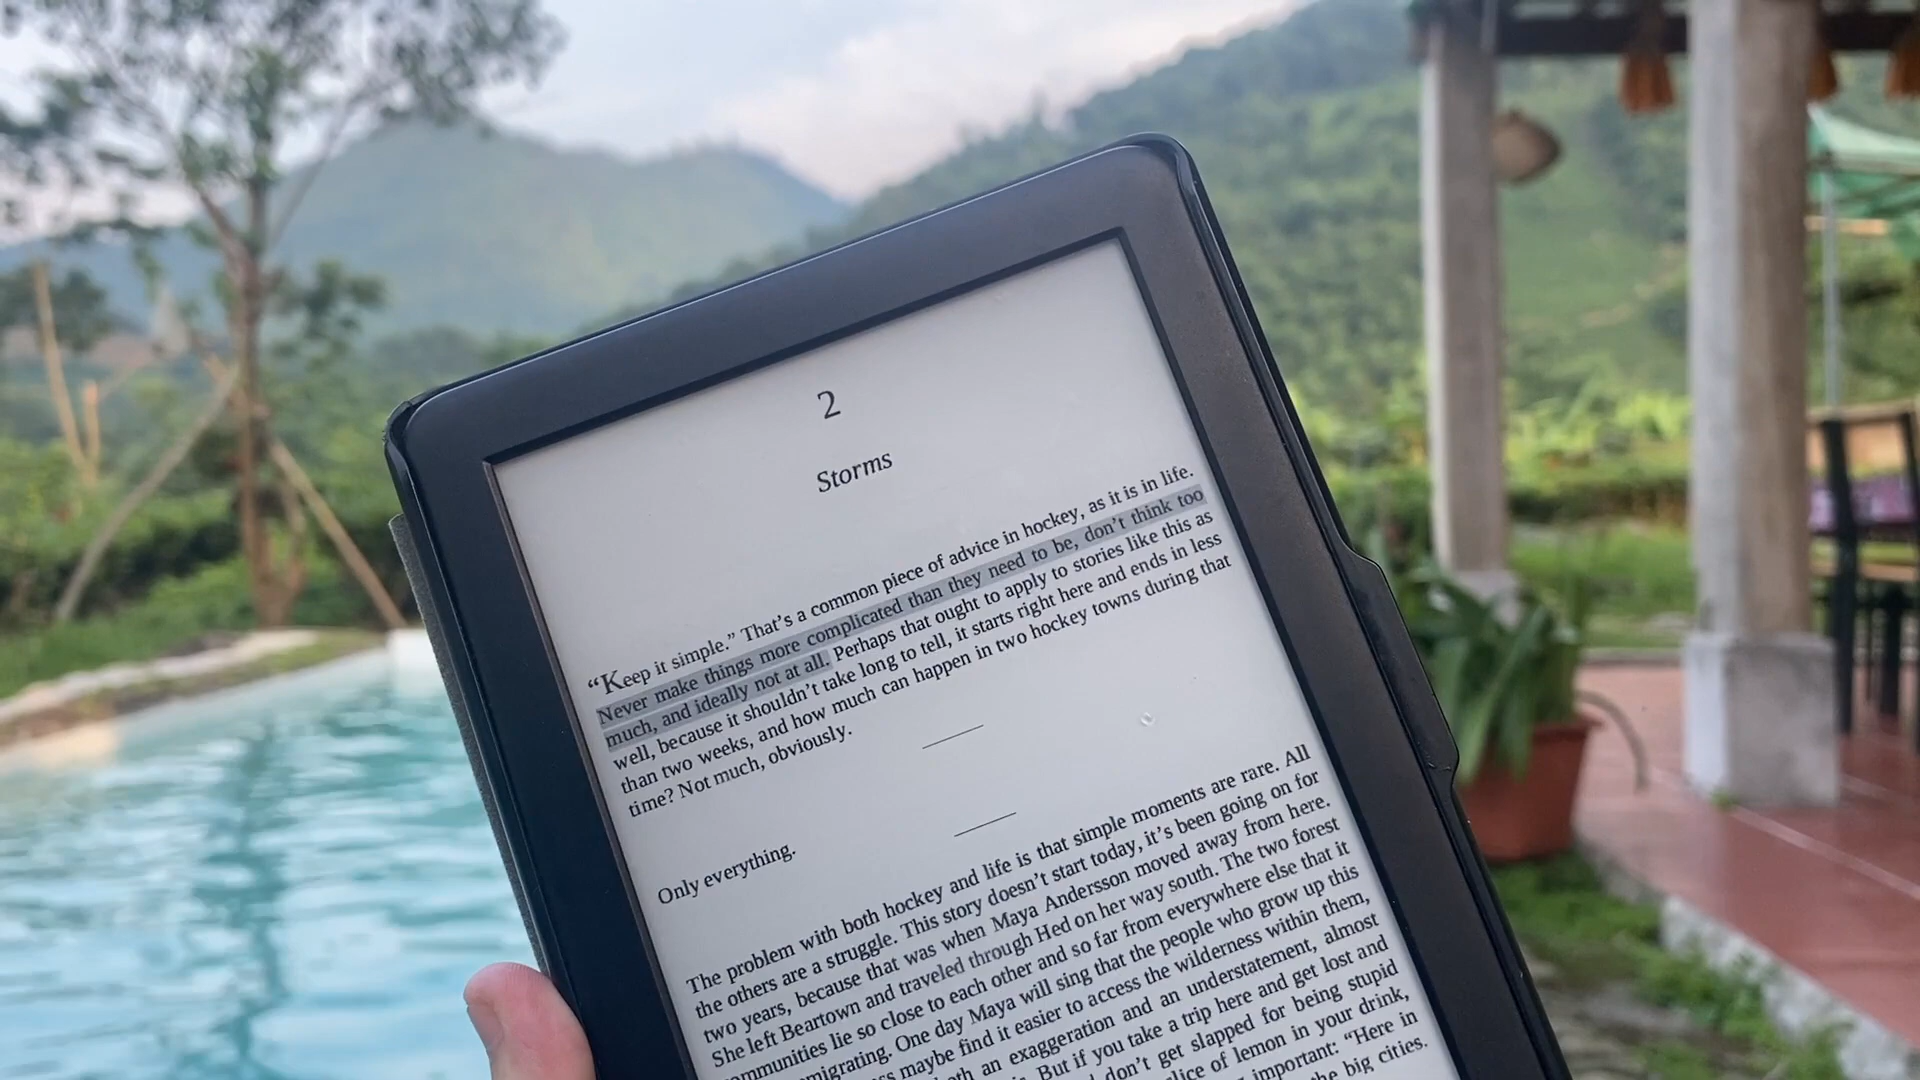 2
Storms
“Keep it simple.” That’s a common piece of advice in hockey, as it is in life.
Never make things more complicated than they need to be, don’t think too
much, and ideally not at all. Perhaps that ought to apply to stories like this as
well, because it shouldn’t take long to tell, it starts right here and ends in less
than two weeks, and how much can happen in two hockey towns during that
time? Not much, obviously.
Only everything.
The problem with both hockey and life is that simple moments are rare. All
the others are a struggle. This story doesn’t start today, it’s been going on for
two years, because that was when Maya Andersson moved away from here.
She left Beartown and traveled through Hed on her way south. The two forest
ommunities lie so close to each other and so far from everywhere else that it
migrating. One day Maya will sing that the people who grow up this
maybe find it easier to access the wilderness within them,
an exaggeration and an understatement, almost
But if you take a trip here and get lost and
don’t get slapped for being stupid
slice of lemon in your drink,
important: “Here in
the big cities.